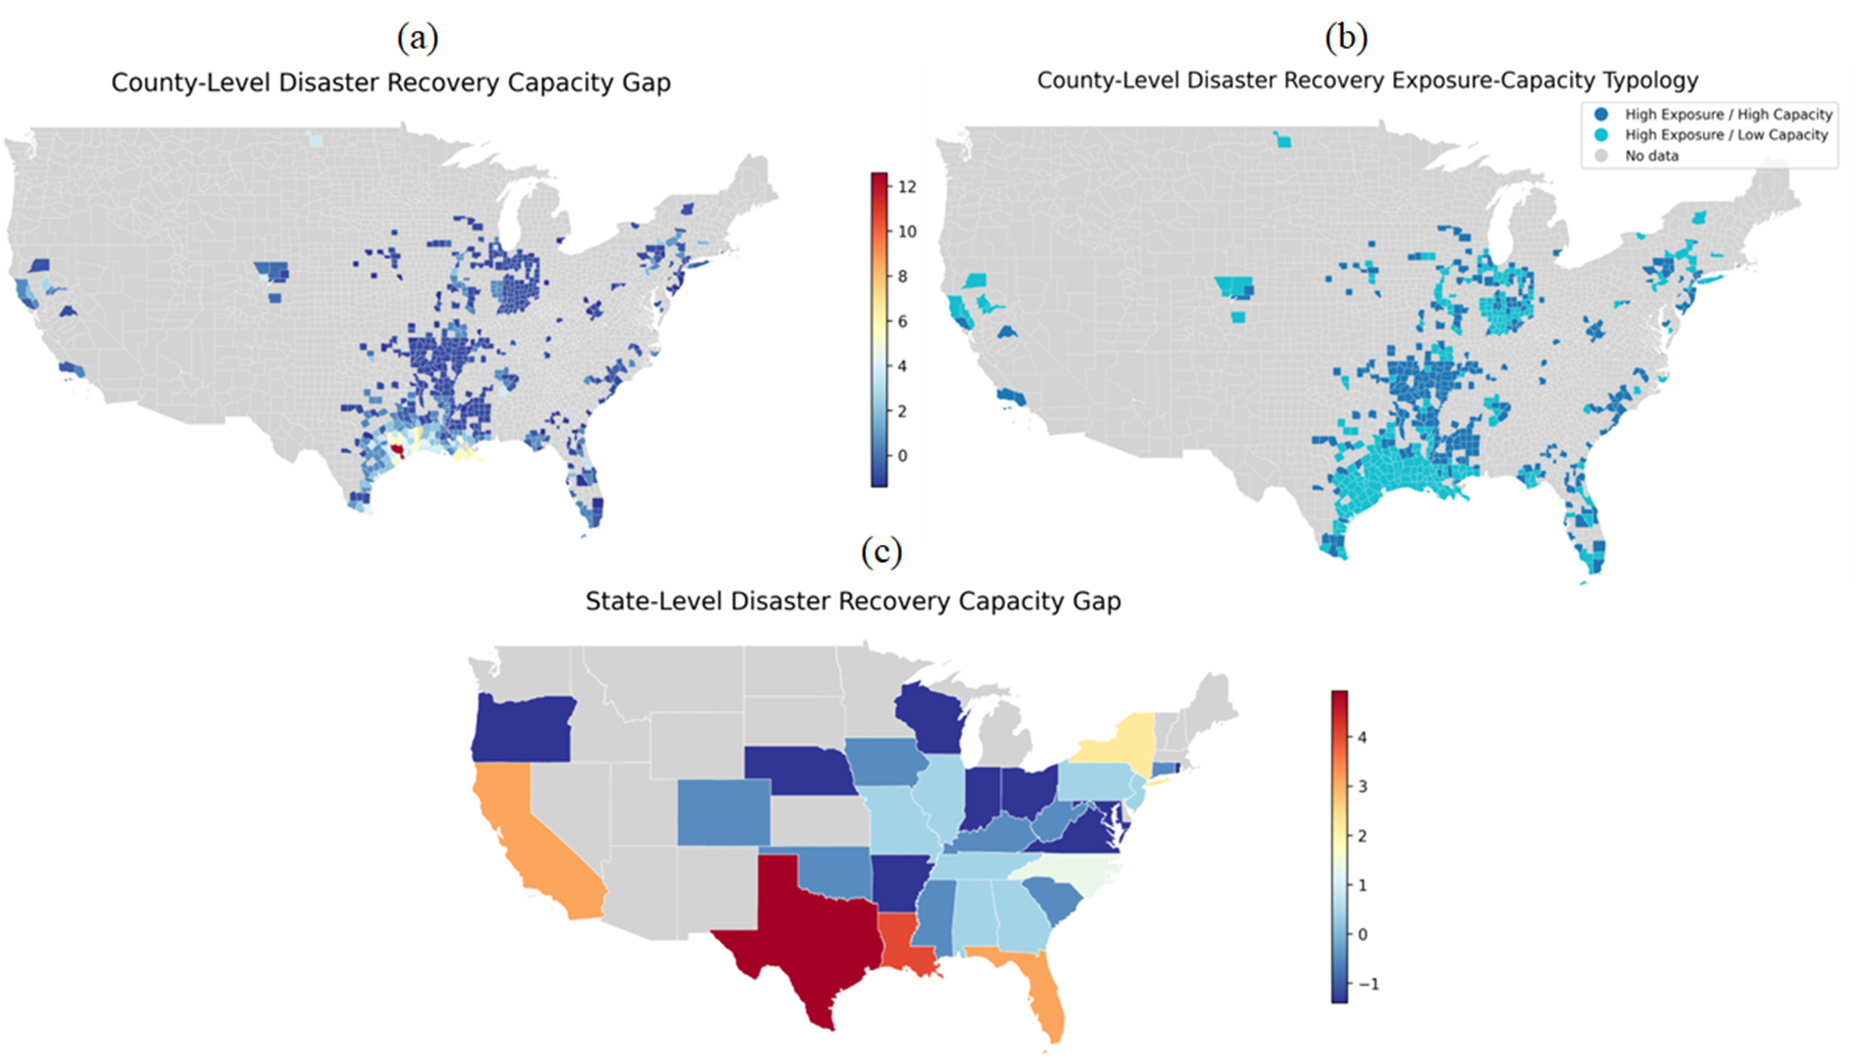 (a)
County-Level Disaster Recovery Capacity Gap
12
10
8
6
4
2
0
(b)
County-Level Disaster Recovery Exposure-Capacity Typology
High Exposure / High Capacity
High Exposure / Low Capacity
No data
(c)
State-Level Disaster Recovery Capacity Gap
4
3
2
1
0
−1